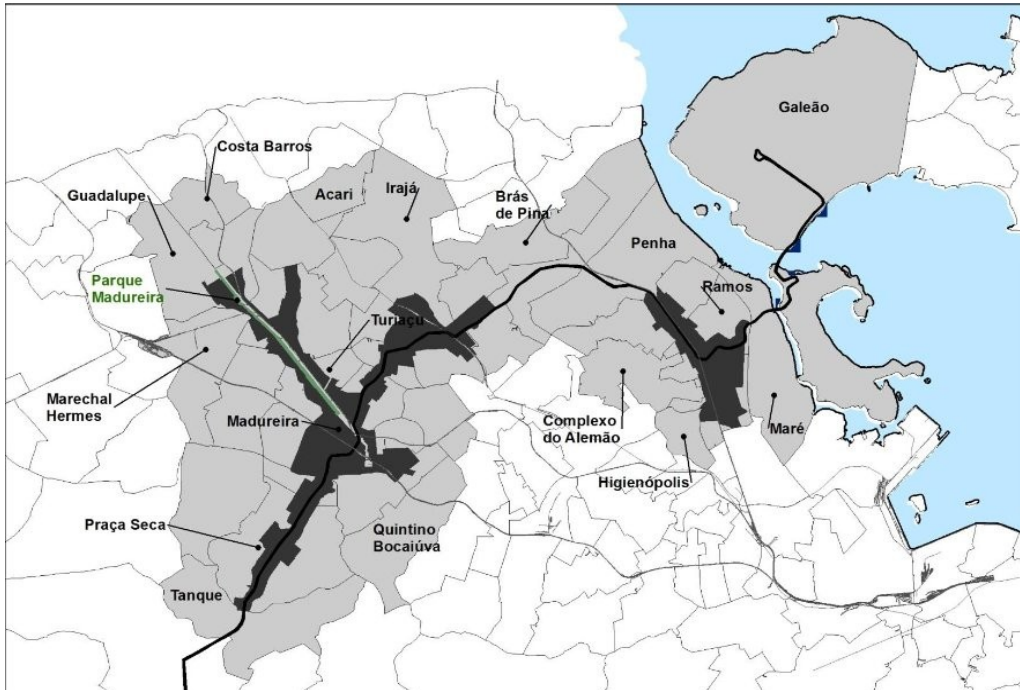 Galeão
Costa Barros
Guadalupe
Acari
Irajá
Brás
de Pina
Penha
Parque
Madureira
Ramos
Turiaçu
Marechal
Hermes
Madureira
Complexo
do Alemão
Maré
Higienópolis
Praça Seca
Quintino
Bocaiúva
Tanque